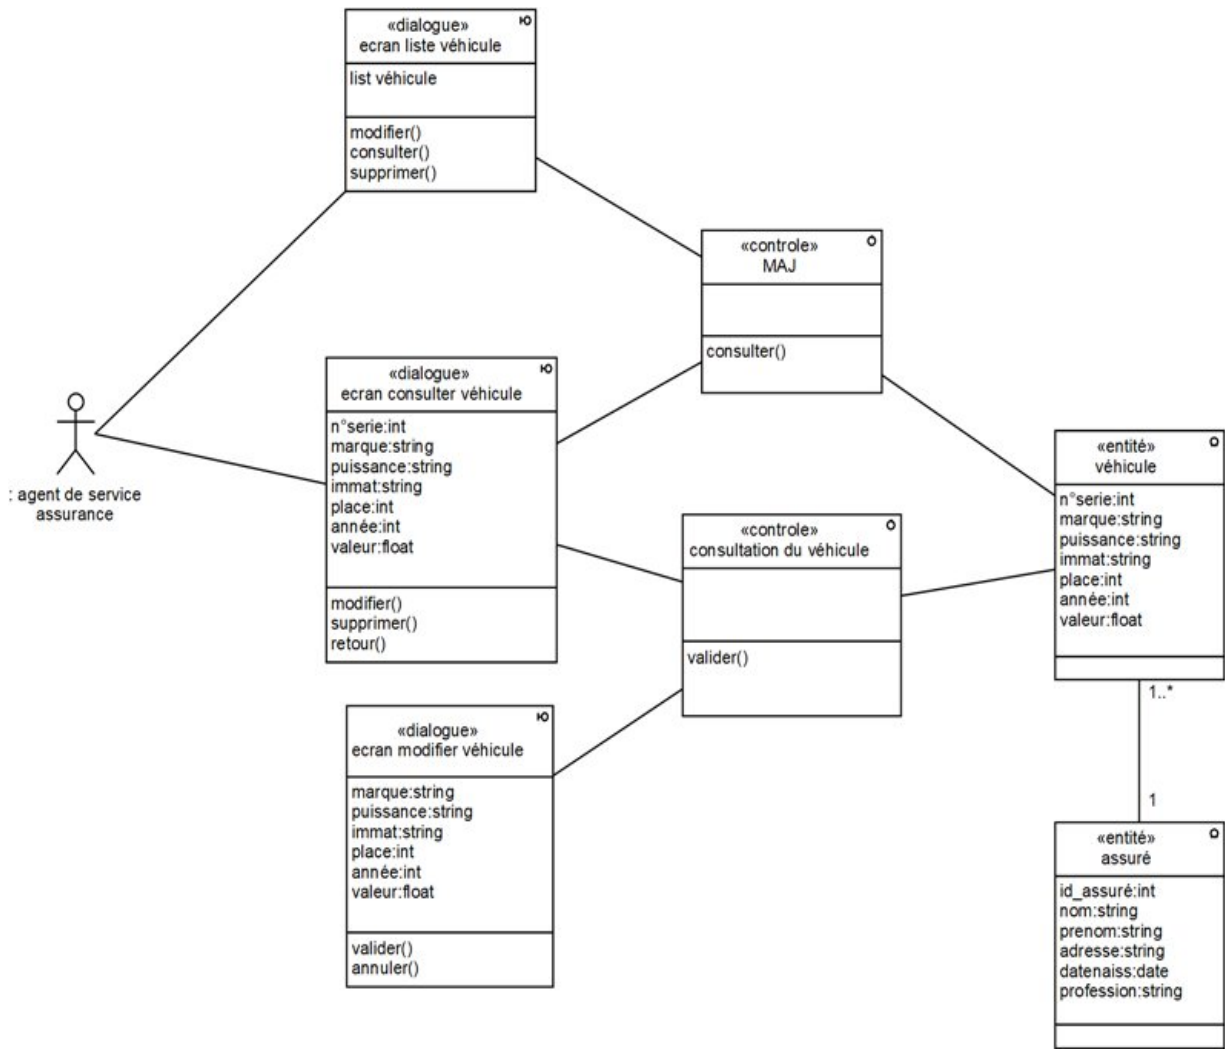 «dialogue»
ecran liste véhicule
list véhicule
modifier()
consulter()
supprimer()
«controle»
MAJ
consulter()
«dialogue»
ecran consulter véhicule
n°serie:int
marque:string
puissance:string
immat:string
place:int
année:int
valeur:float
modifier()
supprimer()
retour()
: agent de service
assurance
«entité»
véhicule
n°serie:int
marque:string
puissance:string
immat:string
place:int
année:int
valeur:float
«controle»
consultation du véhicule
valider()
1..*
1
«dialogue»
ecran modifier véhicule
marque:string
puissance:string
immat:string
place:int
année:int
valeur:float
valider()
annuler()
«entité»
assuré
id_assuré:int
nom:string
prenom:string
adresse:string
datenaiss:date
profession:string